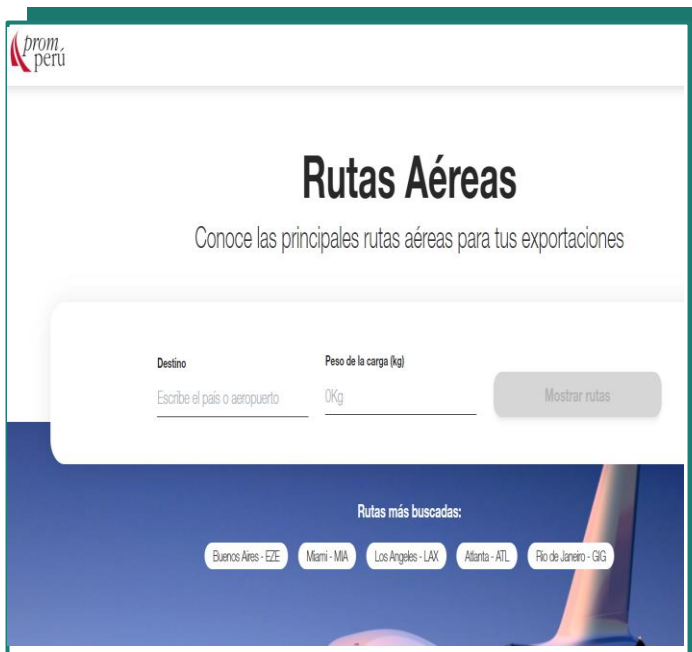 prom
perú
Rutas Aéreas
Conoce las principales rutas aéreas para tus exportaciones
Destino
Peso de la carga (kg)
Escribe el país o aeropuerto
0Kg
Mostrar rutas
Rutas más buscadas:
Buenos Aires - EZE
Miami - MIA
Los Angeles - LAX
Atlanta - ATL
Rio de Janeiro - GIG